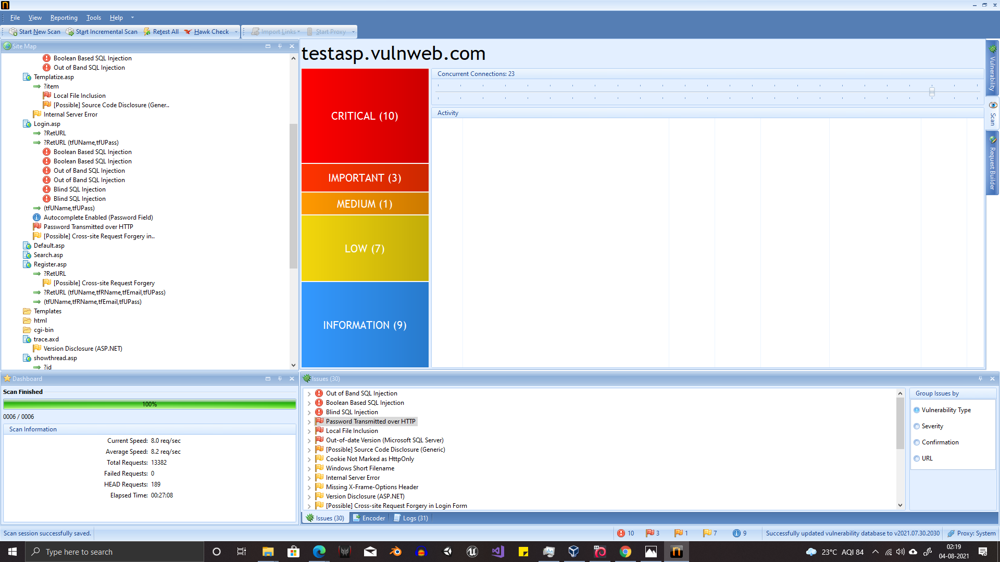 File View Reporting Tools Help
Start New Scan Start Incremental Scan Retest All Hawk Check Import Links Start Proxy
Site Map
Boolean Based SQL Injection
Out of Band SQL Injection
Templatize.asp
?item
Local File Inclusion
[Possible] Source Code Disclosure (Gener..
Internal Server Error
Login.asp
?RetURL
?RetURL (tfUName,tfUPass)
Boolean Based SQL Injection
Boolean Based SQL Injection
Out of Band SQL Injection
Out of Band SQL Injection
Blind SQL Injection
Blind SQL Injection
(tfUName,tfUPass)
Autocomplete Enabled (Password Field)
Password Transmitted over HTTP
[Possible] Cross-site Request Forgery in..
Default.asp
Search.asp
Register.asp
?RetURL
[Possible] Cross-site Request Forgery
?RetURL (tfUName,tfRName,tfEmail,tfUPass)
(tfUName,tfRName,tfEmail,tfUPass)
Templates
html
cgi-bin
trace.axd
Version Disclosure (ASP.NET)
showthread.asp
?id
testasp.vulnweb.com
CRITICAL (10)
IMPORTANT (3)
MEDIUM (1)
LOW (7)
INFORMATION (9)
Concurrent Connections: 23
Activity
Vulnerability
Scan
Request Builder
Dashboard
Scan Finished
100%
0006 / 0006
Scan Information
Current Speed: 8.0 req/sec
Average Speed: 8.2 req/sec
Total Requests: 13382
Failed Requests: 0
HEAD Requests: 189
Elapsed Time: 00:27:08
Issues (30)
Out of Band SQL Injection
Boolean Based SQL Injection
Blind SQL Injection
Password Transmitted over HTTP
Local File Inclusion
Out-of-date Version (Microsoft SQL Server)
[Possible] Source Code Disclosure (Generic)
Cookie Not Marked as HttpOnly
Windows Short Filename
Internal Server Error
Missing X-Frame-Options Header
Version Disclosure (ASP.NET)
[Possible] Cross-site Request Forgery in Login Form
Group Issues by
Vulnerability Type
Severity
Confirmation
URL
Issues (30) Encoder Logs (31)
Scan session successfully saved. 10 3 1 7 9 Successfully updated vulnerability database to v2021.07.30.2030 Proxy: System
Type here to search
23°C AQI 84
02:19
04-08-2021